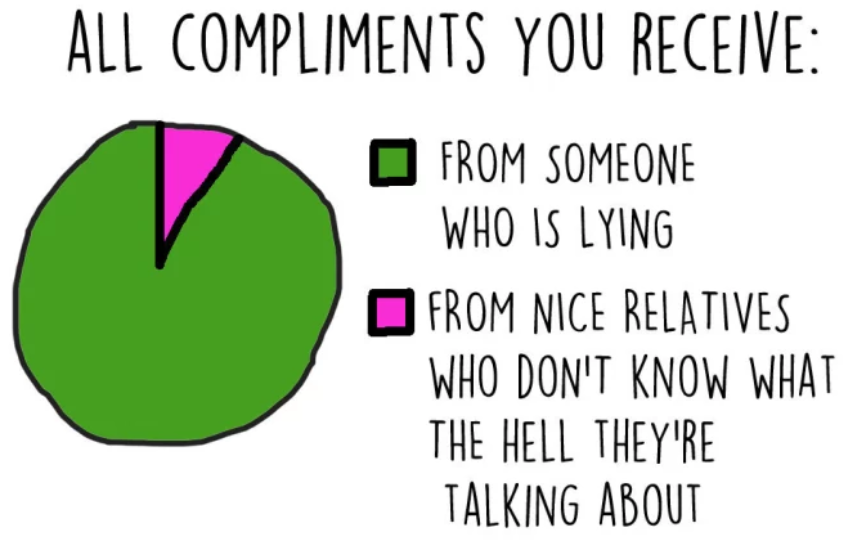 ALL COMPLIMENTS YOU RECEIVE:
FROM SOMEONE
WHO IS LYING
FROM NICE RELATIVES
WHO DON'T KNOW WHAT
THE HELL THEY'RE
TALKING ABOUT